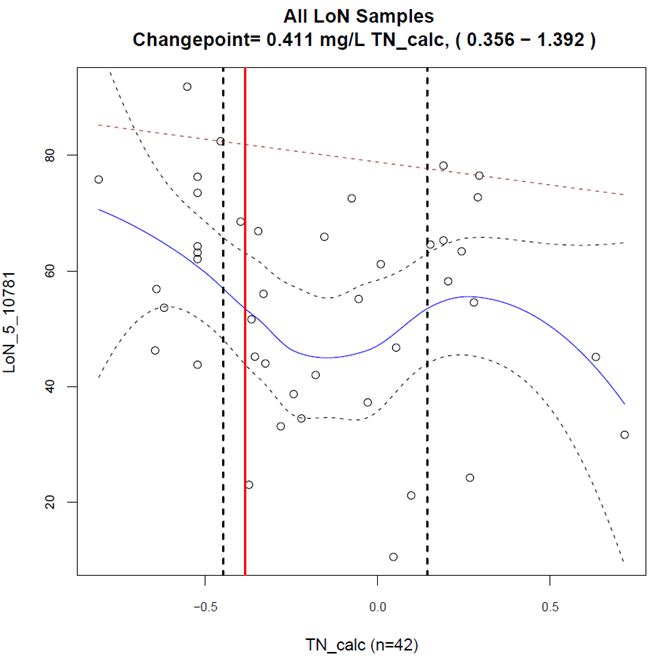 All LoN Samples
Changepoint= 0.411 mg/L TN_calc, ( 0.356 − 1.392 )
LoN_5_10781
80
60
40
20
−0.5 0.0 0.5
TN_calc (n=42)